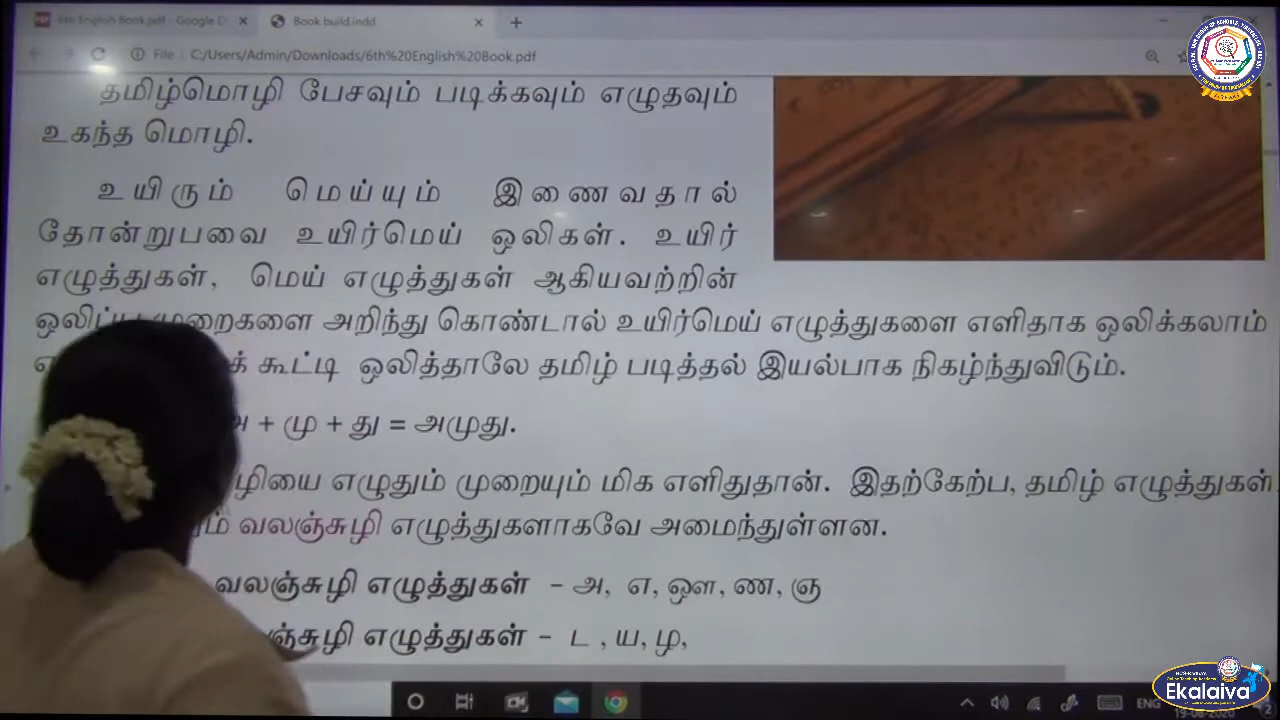 6th English Book.pdf - Google D
Book build.indd
File | C:/Users/Admin/Downloads/6th%20English%20Book.pdf
தமிழ்மொழி பேசவும் படிக்கவும் எழுதவும்
உகந்த மொழி.
உயிரும் மெய்யும் இணைவதால்
தோன்றுபவை உயிர்மெய் ஒலிகள். உயிர்
எழுத்துகள், மெய் எழுத்துகள் ஆகியவற்றின்
அறிந்து கொண்டால் உயிர்மெய் எழுத்துகளை எளிதாக ஒலிக்கலாம்
கூட்டி ஒலித்தாலே தமிழ் படித்தல் இயல்பாக நிகழ்ந்துவிடும்.
அ + மு + து = அமுது.
எழுதும் முறையும் மிக எளிதுதான். இதற்கேற்ப, தமிழ் எழுத்துகள்
வலஞ்சுழி எழுத்துகளாகவே அமைந்துள்ளன.
வலஞ்சுழி எழுத்துகள் - அ, எ, ஔ, ண, ஞ
எழுத்துகள் - ட , ய, ழ,
ENG
19-08-2020
Ekalaiva